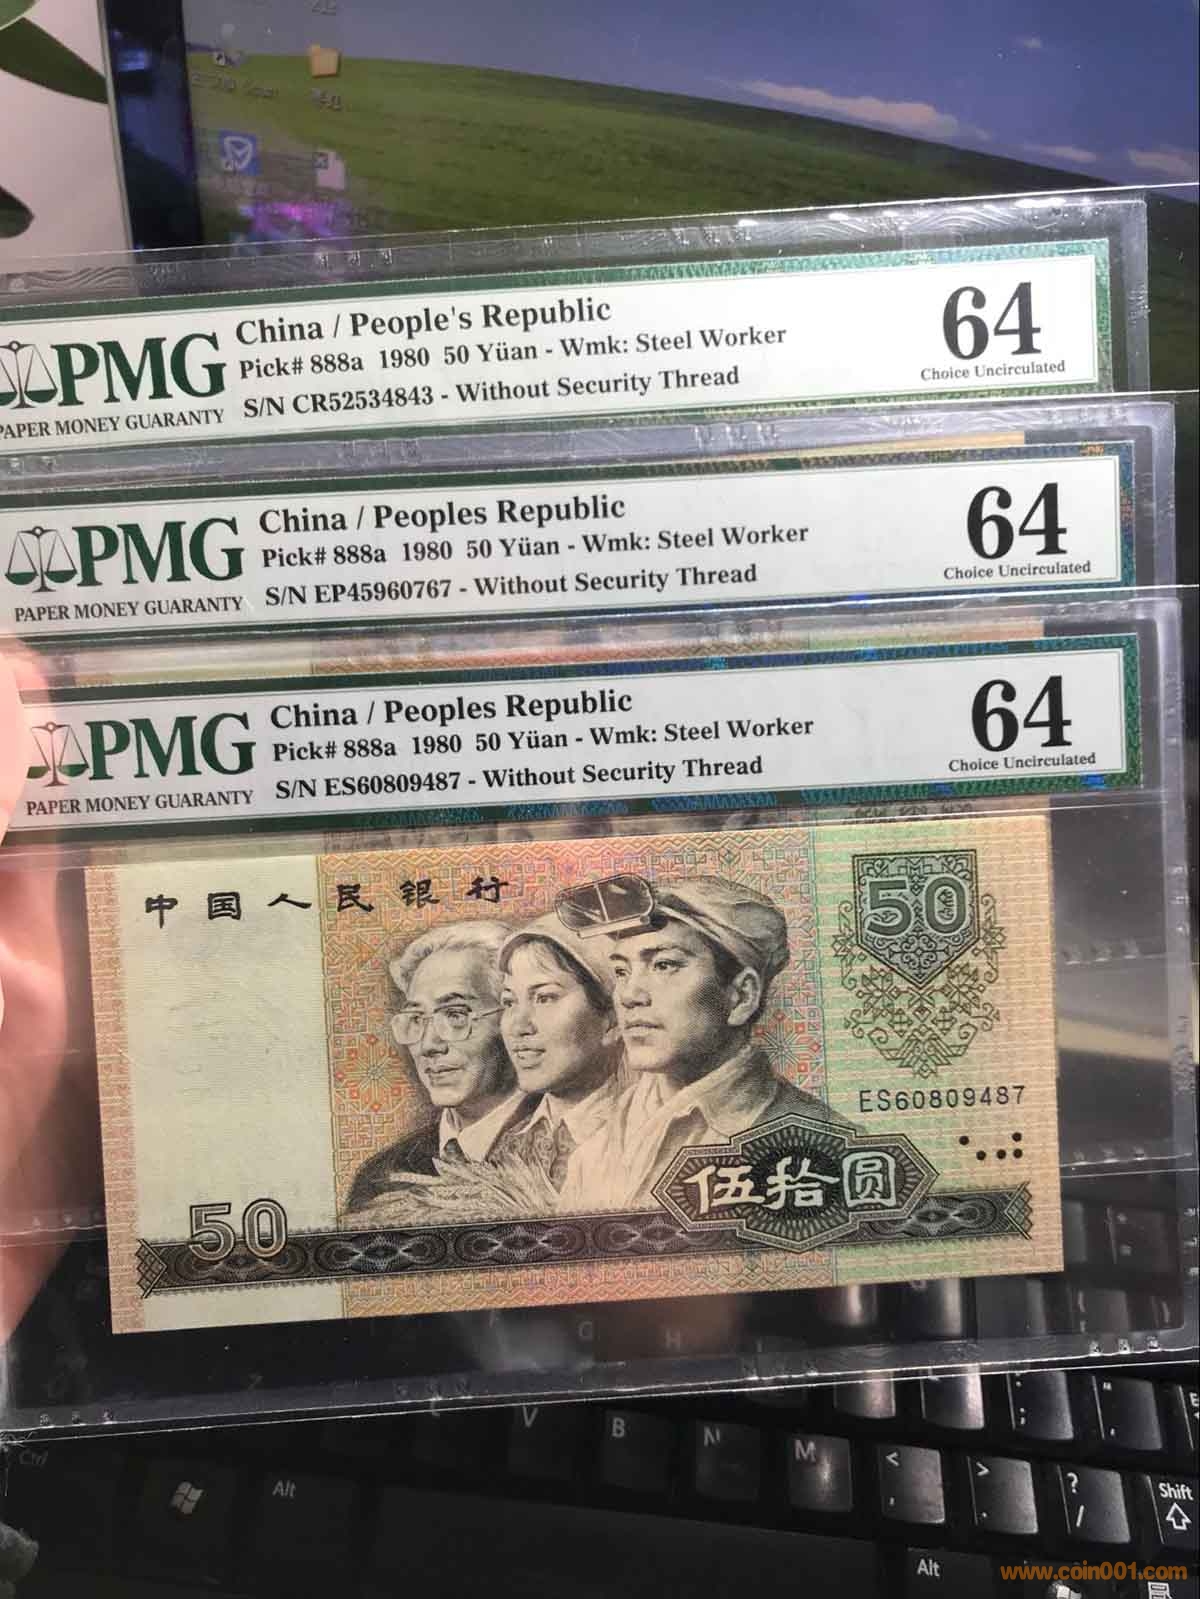 PMG
PAPER MONEY GUARANTY
China / People's Republic
Pick# 888a 1980 50 Yüan - Wmk: Steel Worker
S/N CR52534843 - Without Security Thread
64
Choice Uncirculated
PMG
PAPER MONEY GUARANTY
China / Peoples Republic
Pick# 888a 1980 50 Yüan - Wmk: Steel Worker
S/N EP45960767 - Without Security Thread
64
Choice Uncirculated
PMG
PAPER MONEY GUARANTY
China / Peoples Republic
Pick# 888a 1980 50 Yüan - Wmk: Steel Worker
S/N ES60809487 - Without Security Thread
64
Choice Uncirculated
中国人民银行
50
ES60809487
伍拾圆
50
G H
V B N M < , > . ? / Shift
Ctrl Alt Alt
www.coin001.com